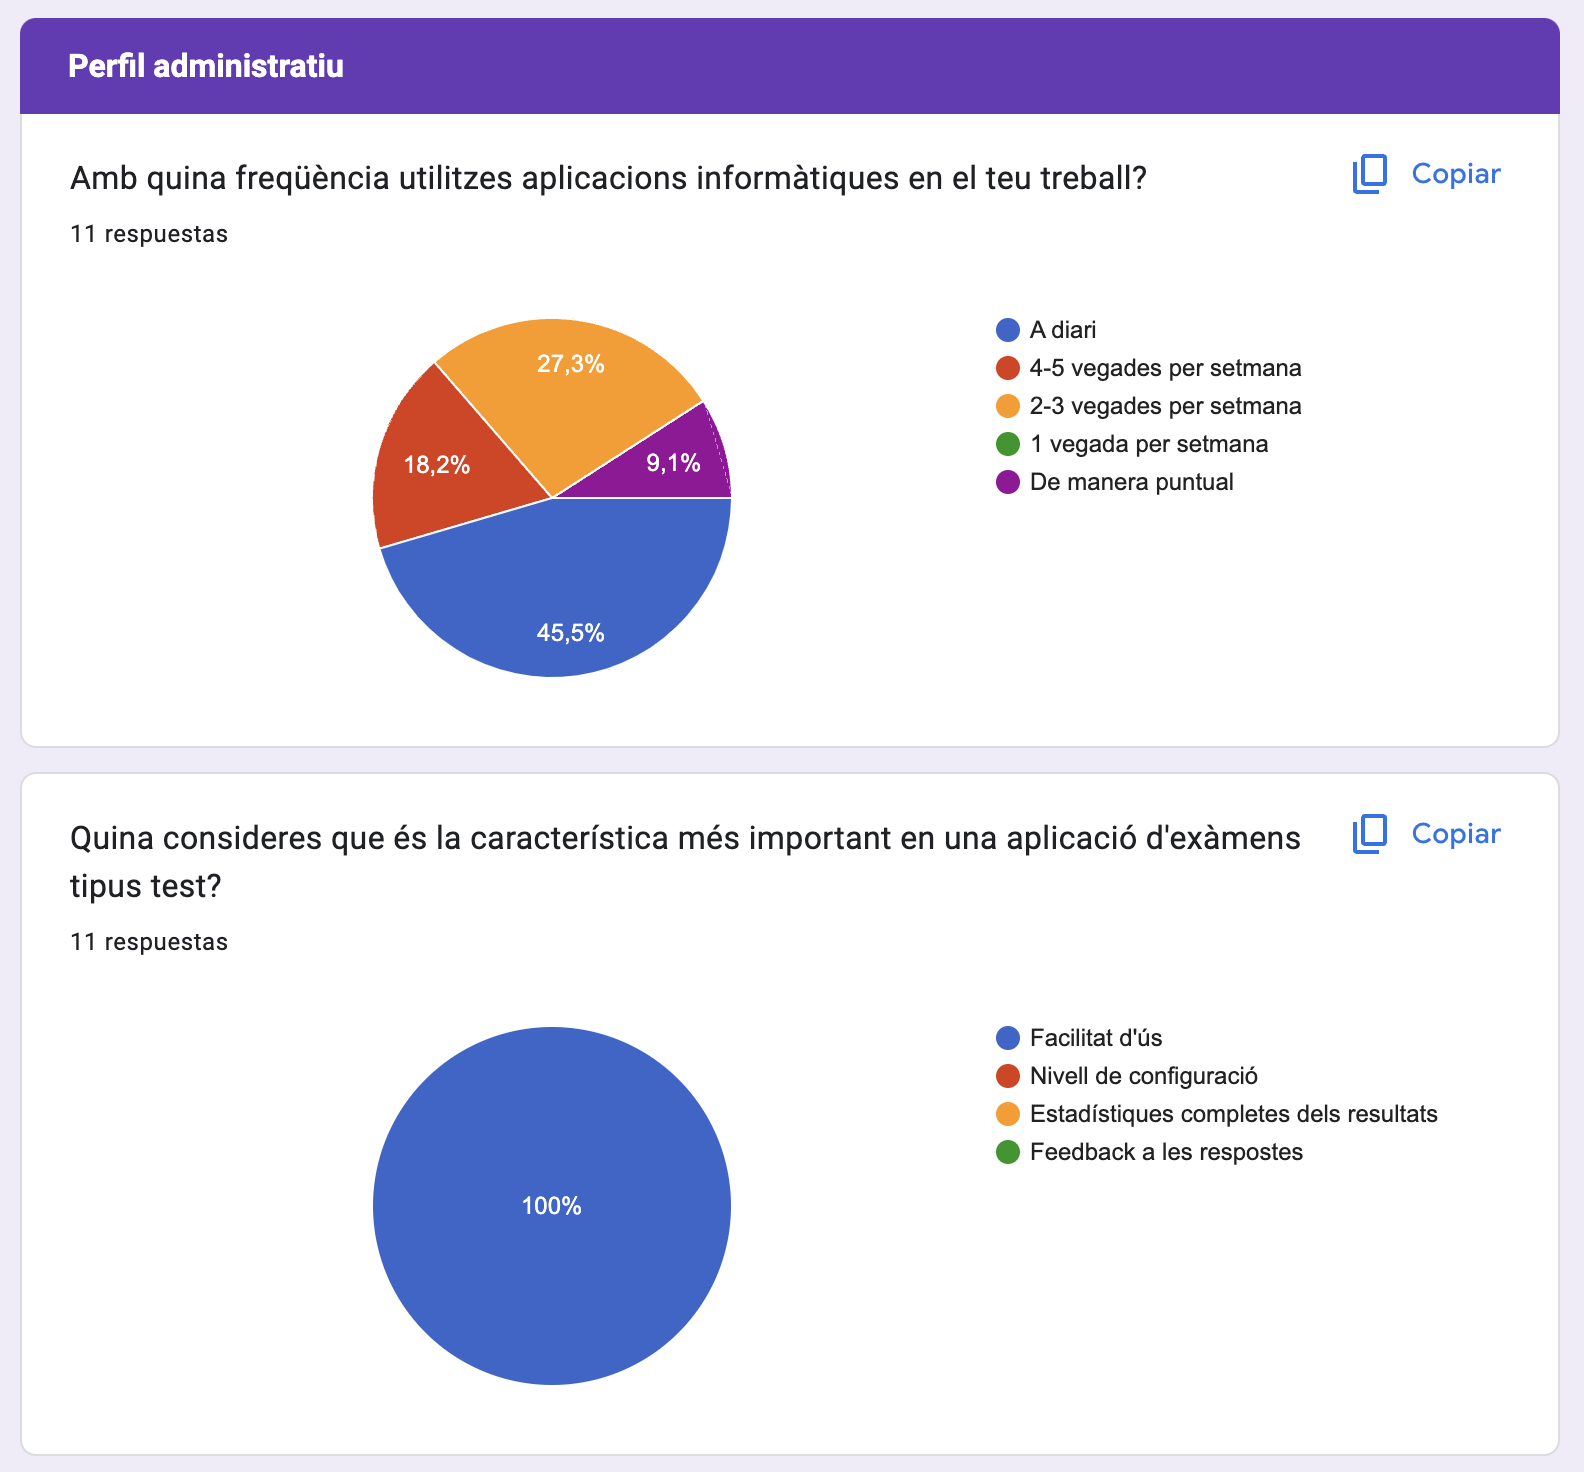 Perfil administratiu
Amb quina freqüència utilitzes aplicacions informàtiques en el teu treball?
Copiar
11 respuestas
27,3%
18,2%
9,1%
45,5%
A diari
4-5 vegades per setmana
2-3 vegades per setmana
1 vegada per setmana
De manera puntual
Quina consideres que és la característica més important en una aplicació d'exàmens
tipus test?
Copiar
11 respuestas
100%
Facilitat d'ús
Nivell de configuració
Estadístiques completes dels resultats
Feedback a les respostes